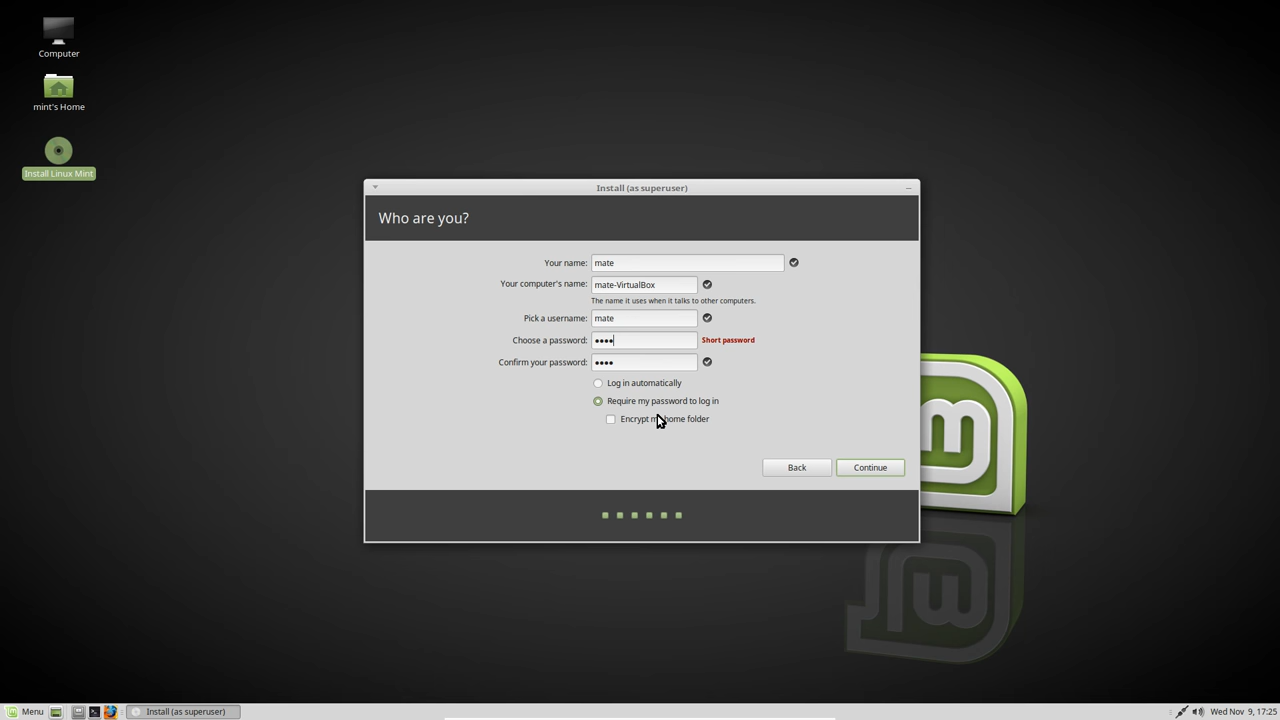 Computer
mint's Home
Install Linux Mint
Install (as superuser)
Who are you?
Your name: mate
Your computer's name: mate-VirtualBox
The name it uses when it talks to other computers.
Pick a username: mate
Choose a password: ●●●● Short password
Confirm your password: ●●●●
Log in automatically
Require my password to log in
Encrypt my home folder
Back Continue
Menu Install (as superuser) Wed Nov 9, 17:25